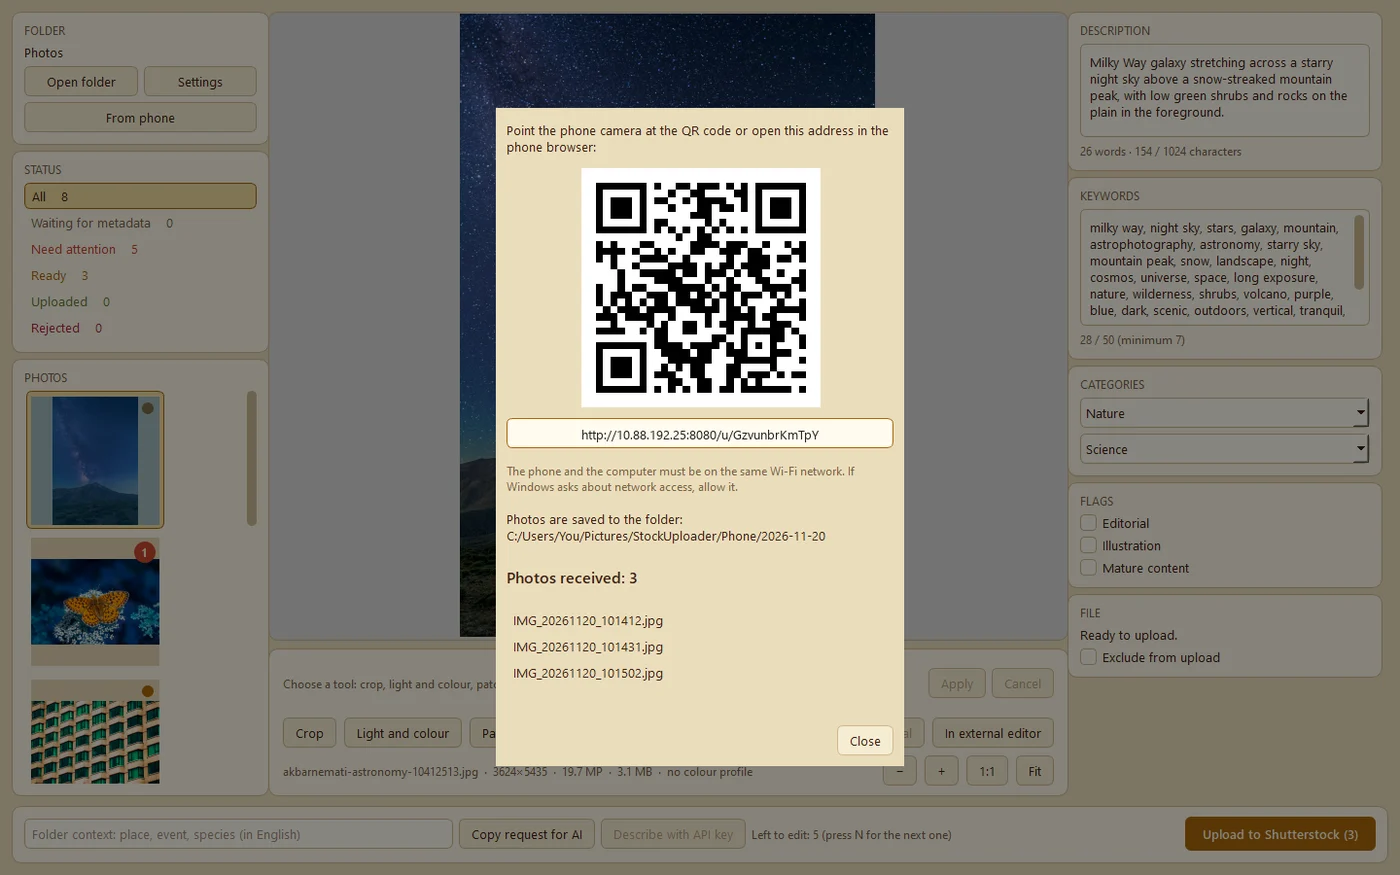 FOLDER
Photos
Open folder
Settings
From phone
STATUS
All 8
Waiting for metadata 0
Need attention 5
Ready 3
Uploaded 0
Rejected 0
PHOTOS
1
Point the phone camera at the QR code or open this address in the
phone browser:
http://10.88.192.25:8080/u/GzvunbrKmTpY
The phone and the computer must be on the same Wi-Fi network. If
Windows asks about network access, allow it.
Photos are saved to the folder:
C:/Users/You/Pictures/StockUploader/Phone/2026-11-20
Photos received: 3
IMG_20261120_101412.jpg
IMG_20261120_101431.jpg
IMG_20261120_101502.jpg
Close
Choose a tool: crop, light and colour,
Apply
Cancel
Crop
Light and colour
In external editor
akbarnemati-astronomy-10412513.jpg · 3624×5435 · 19.7 MP · 3.1 MB · no colour profile
−
+
1:1
Fit
DESCRIPTION
Milky Way galaxy stretching across a starry
night sky above a snow-streaked mountain
peak, with low green shrubs and rocks on the
plain in the foreground.
26 words · 154 / 1024 characters
KEYWORDS
milky way, night sky, stars, galaxy, mountain,
astrophotography, astronomy, starry sky,
mountain peak, snow, landscape, night,
cosmos, universe, space, long exposure,
nature, wilderness, shrubs, volcano, purple,
blue, dark, scenic, outdoors, vertical, tranquil,
28 / 50 (minimum 7)
CATEGORIES
Nature
Science
FLAGS
Editorial
Illustration
Mature content
FILE
Ready to upload.
Exclude from upload
Folder context: place, event, species (in English)
Copy request for AI
Describe with API key
Left to edit: 5 (press N for the next one)
Upload to Shutterstock (3)